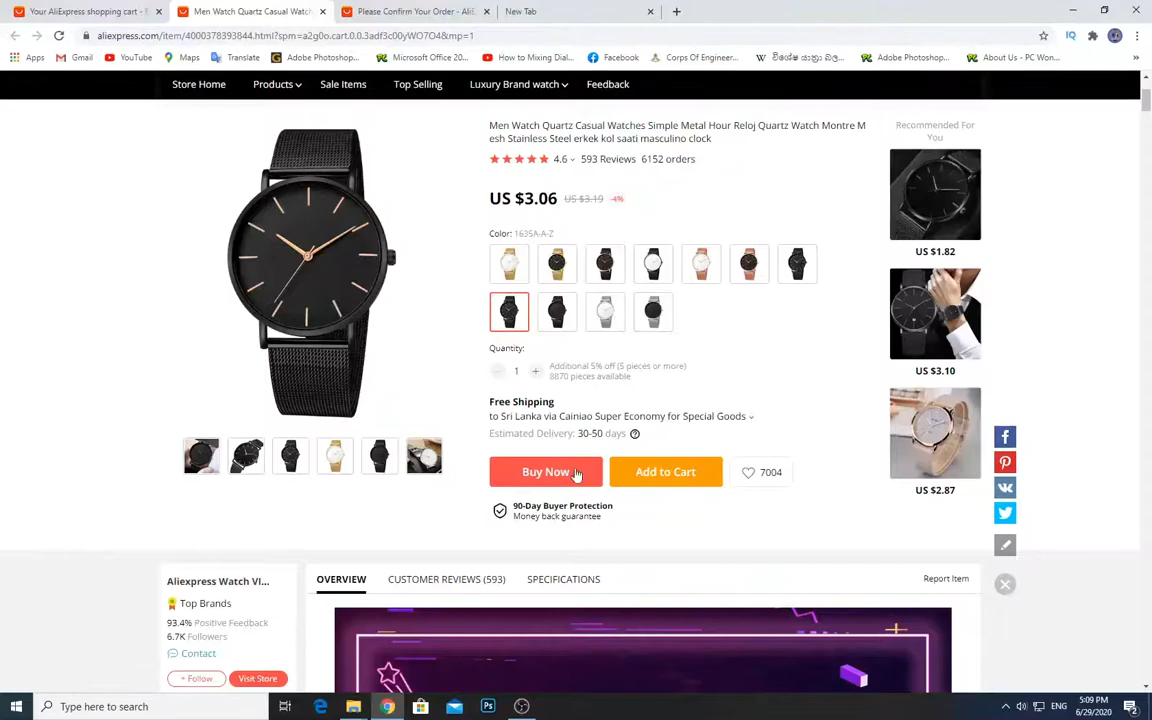 Your AliExpress shopping cart -
Men Watch Quartz Casual Watch
Please Confirm Your Order - AliE
New Tab
aliexpress.com/item/4000378393844.html?spm=a2g0o.cart.0.0.3adf3c00yWO7O4&mp=1
Apps
Gmail
YouTube
Maps
Translate
Adobe Photoshop...
Microsoft Office 20...
How to Mixing Dial...
Facebook
Corps Of Engineer...
Adobe Photoshop...
About Us - PC Won...
Store Home
Products
Sale Items
Top Selling
Luxury Brand watch
Feedback
Men Watch Quartz Casual Watches Simple Metal Hour Reloj Quartz Watch Montre M
esh Stainless Steel erkek kol saati masculino clock
4.6
593 Reviews
6152 orders
US $3.06
US $3.19
-4%
Color: 1635A-A-Z
Quantity:
1
Additional 5% off (5 pieces or more)
8870 pieces available
Free Shipping
to Sri Lanka via Cainiao Super Economy for Special Goods
Estimated Delivery: 30-50 days
Buy Now
Add to Cart
7004
90-Day Buyer Protection
Money back guarantee
Recommended For
You
US $1.82
US $3.10
US $2.87
Aliexpress Watch VI...
Top Brands
93.4% Positive Feedback
6.7K Followers
Contact
+ Follow
Visit Store
OVERVIEW
CUSTOMER REVIEWS (593)
SPECIFICATIONS
Report Item
Type here to search
ENG
5:09 PM
6/29/2020
2